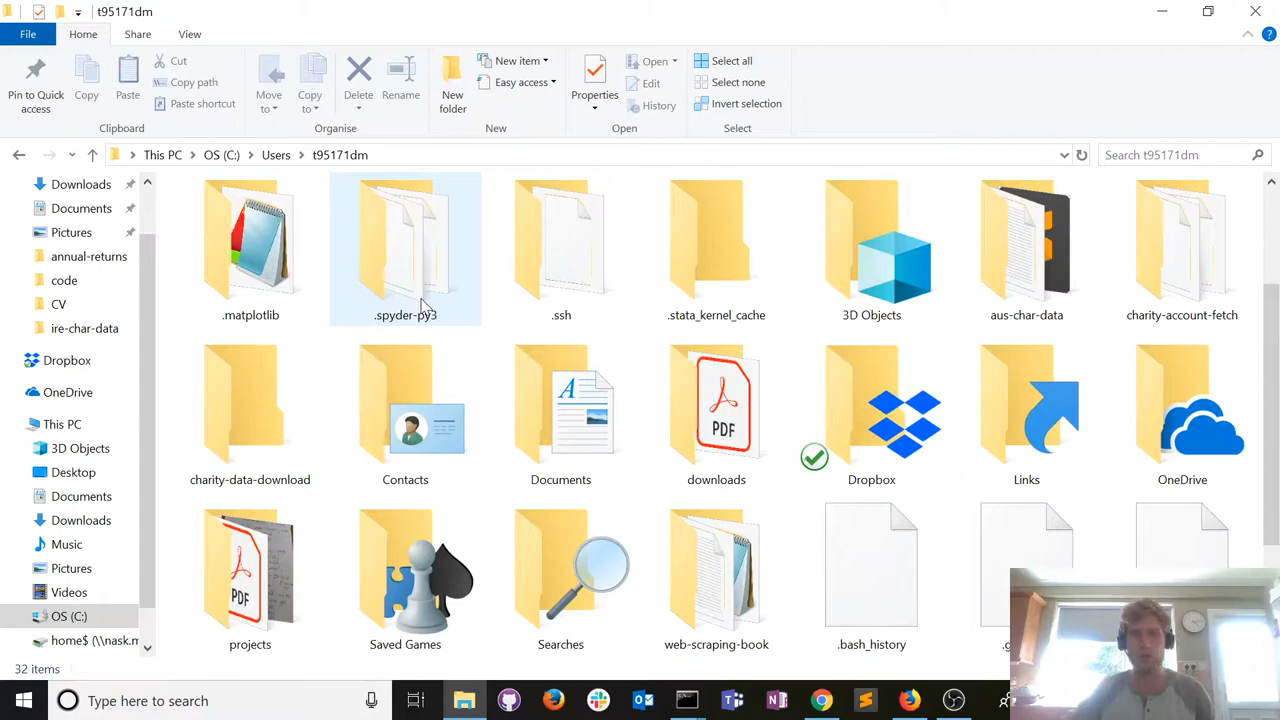 t95171dm
File Home Share View
Pin to Quick access
Copy
Paste
Cut
Copy path
Paste shortcut
Clipboard
Move to
Copy to
Delete
Rename
Organise
New folder
New item
Easy access
New
Properties
Open
Edit
History
Open
Select all
Select none
Invert selection
Select
This PC > OS (C:) > Users > t95171dm
Search t95171dm
Downloads
Documents
Pictures
annual-returns
code
CV
ire-char-data
Dropbox
OneDrive
This PC
3D Objects
Desktop
Documents
Downloads
Music
Pictures
Videos
OS (C:)
home$ (\\nask.m
.matplotlib
.spyder-py3
.ssh
.stata_kernel_cache
3D Objects
aus-char-data
charity-account-fetch
charity-data-download
Contacts
Documents
PDF
downloads
Dropbox
Links
OneDrive
PDF
projects
Saved Games
Searches
web-scraping-book
.bash_history
32 items
Type here to search